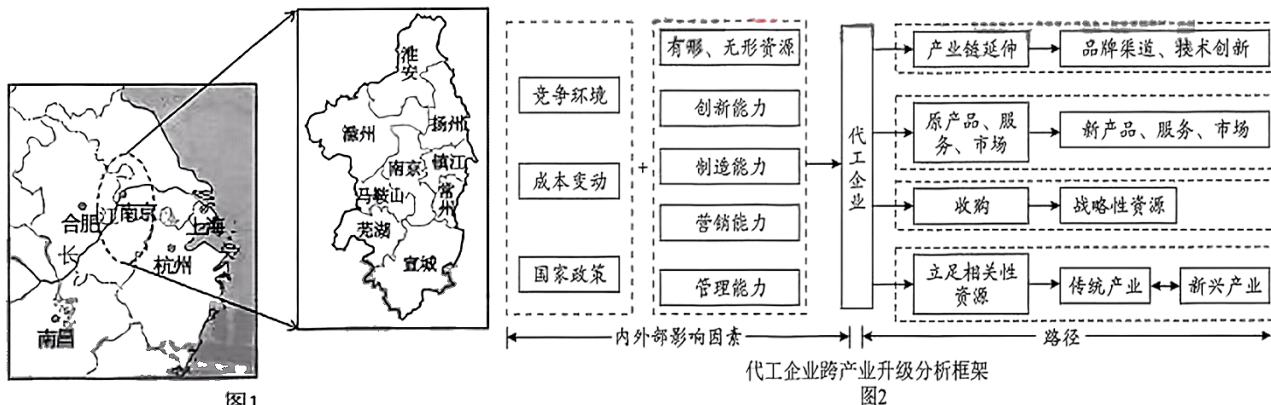 合肥
江
南京
上海
长
杭州
南昌
图1
淮安
滁州
扬州
南京
镇江
马鞍山
常州
芜湖
宣城
竞争环境
成本变动
国家政策
+
有形、无形资源
创新能力
制造能力
营销能力
管理能力
代工企业
产业链延伸
品牌渠道、技术创新
原产品、服
务、市场
新产品、服务、市场
收购
战略性资源
立足相关性
资源
传统产业
新兴产业
内外部影响因素
路径
代工企业跨产业升级分析框架
图2